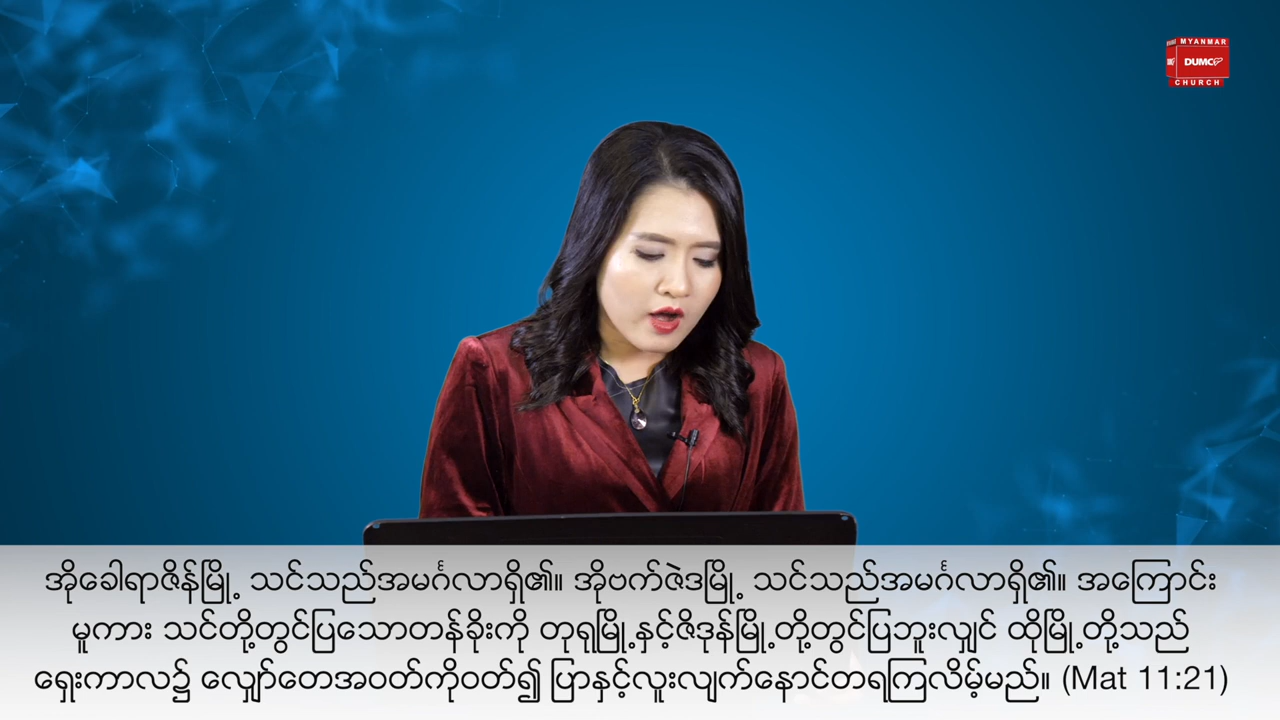 MYANMAR
DUMC
CHURCH
အိုခေါရာဇိန်မြို့ သင်သည်အမင်္ဂလာရှိ၏။ အိုဗက်ဇဲဒမြို့ သင်သည်အမင်္ဂလာရှိ၏။ အကြောင်း
မူကား သင်တို့တွင်ပြသောတန်ခိုးကို တုရုမြို့နှင့်ဇိဒုန်မြို့တို့တွင်ပြဘူးလျှင် ထိုမြို့တို့သည်
ရှေးကာလ၌ လျှော်တေအဝတ်ကိုဝတ်၍ ပြာနှင့်လူးလျက်နောင်တရကြလိမ့်မည်။ (Mat 11:21)